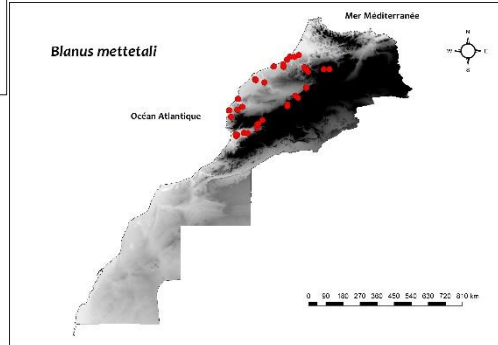 Mer Méditerranée
Blanus mettetali
N
W E
S
Océan Atlantique
0 90 180 270 360 450 540 630 720 810 km